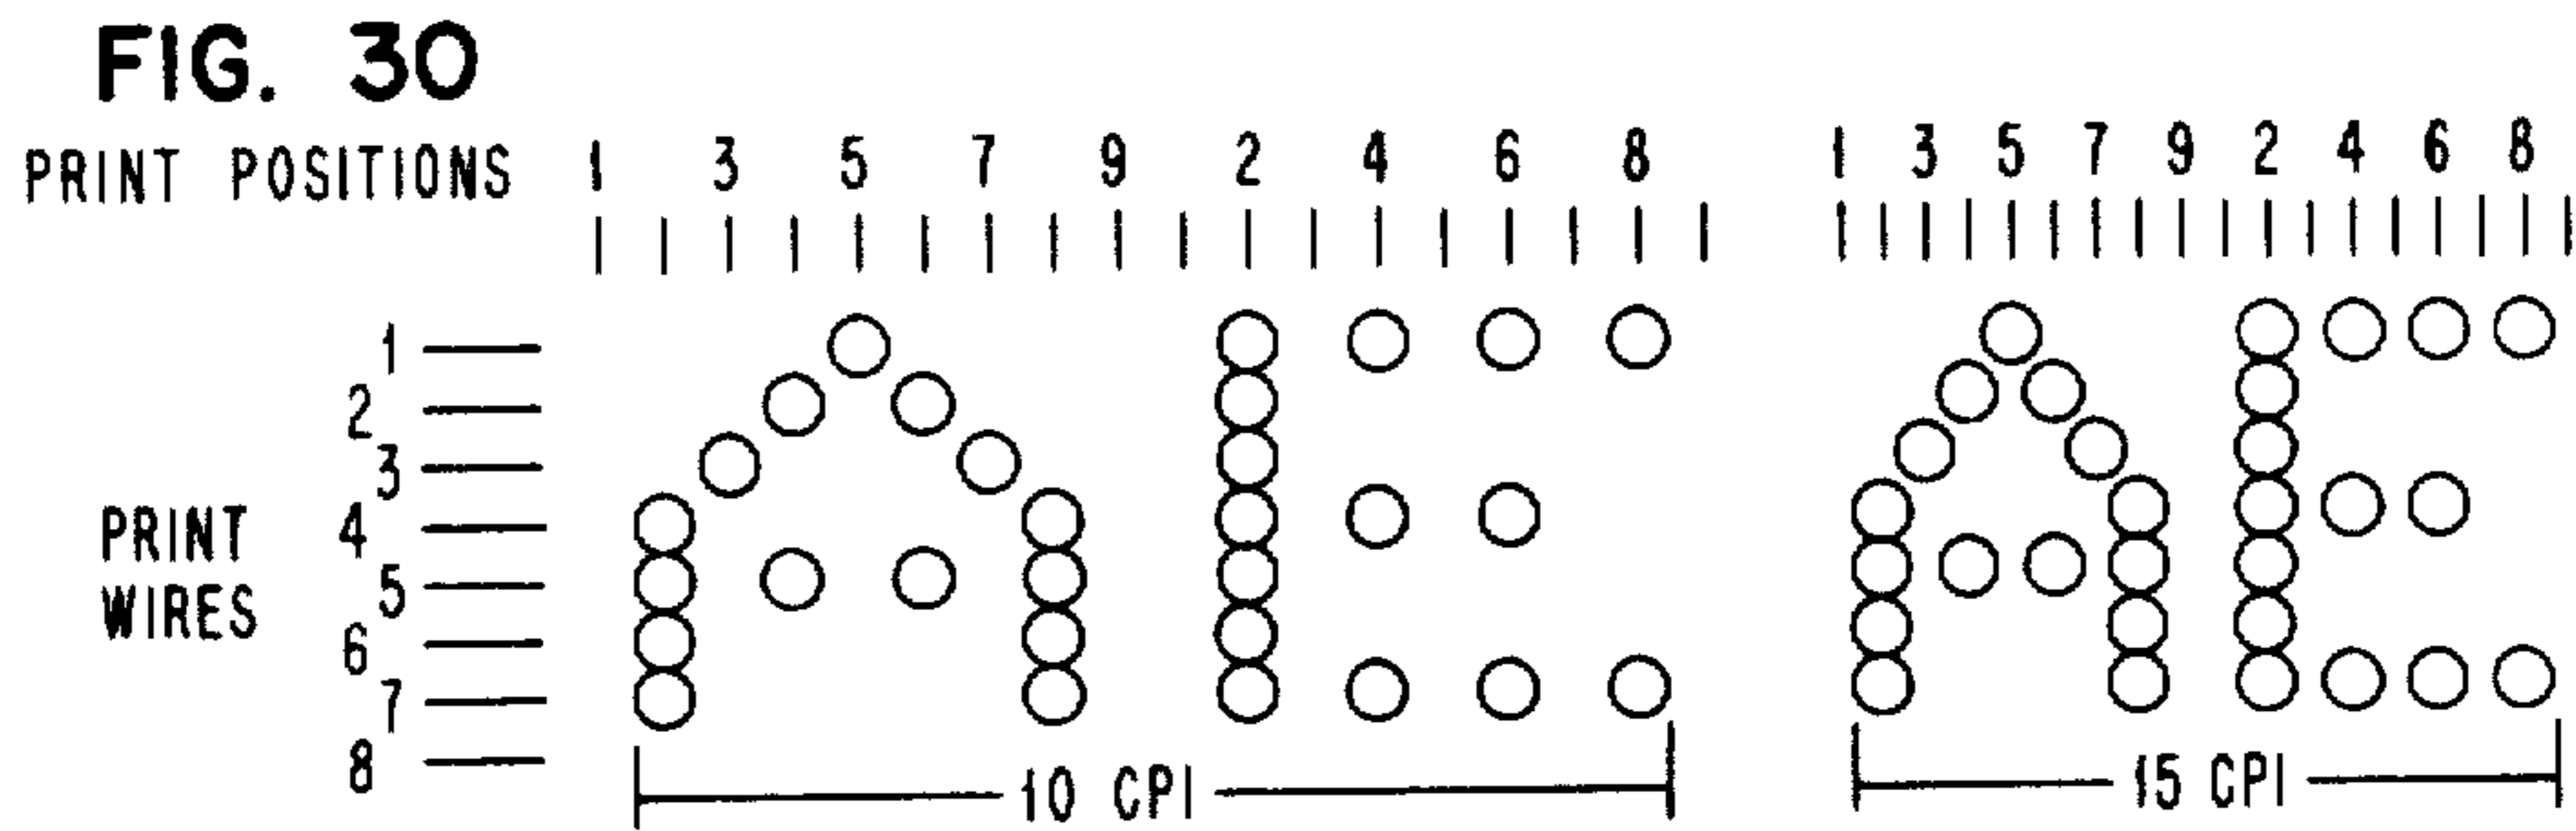 FIG. 30
PRINT POSITIONS 1 3 5 7 9 2 4 6 8 1 3 5 7 9 2 4 6 8
1
2
3
PRINT 4
WIRES 5
6
7
8
10 CPI 15 CPI